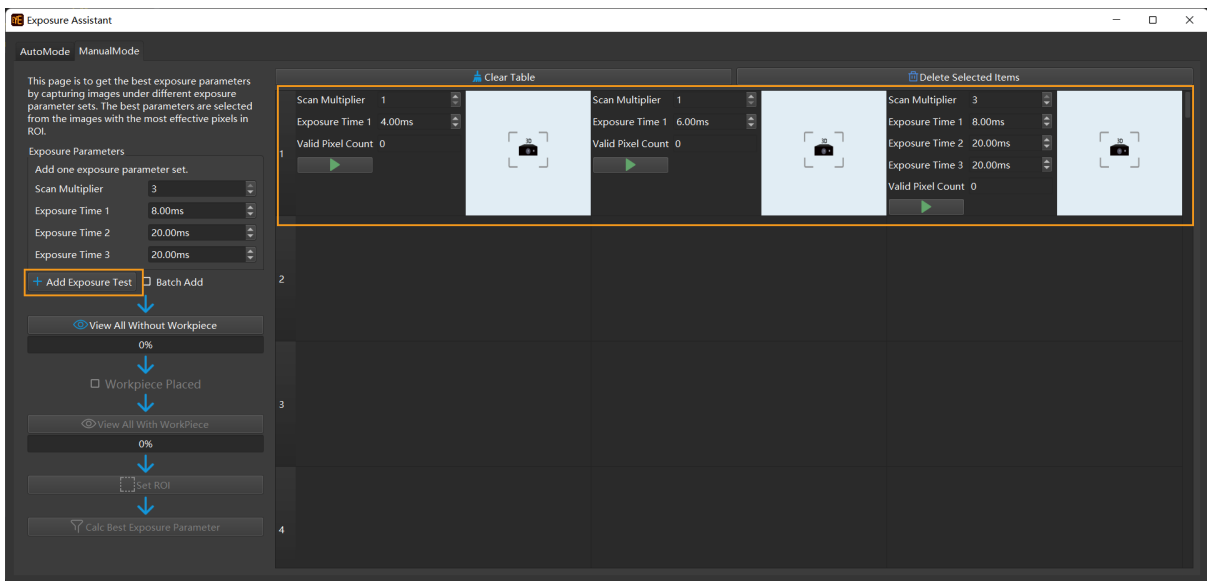 Exposure Assistant
AutoMode ManualMode
This page is to get the best exposure parameters
by capturing images under different exposure
parameter sets. The best parameters are selected
from the images with the most effective pixels in
ROI.
Exposure Parameters
Add one exposure parameter set.
Scan Multiplier 3
Exposure Time 1 8.00ms
Exposure Time 2 20.00ms
Exposure Time 3 20.00ms
+ Add Exposure Test Batch Add
View All Without Workpiece
0%
Workpiece Placed
View All With WorkPiece
0%
Set ROI
Calc Best Exposure Parameter
Clear Table Delete Selected Items
1
Scan Multiplier 1
Exposure Time 1 4.00ms
Valid Pixel Count 0
3D
Scan Multiplier 1
Exposure Time 1 6.00ms
Valid Pixel Count 0
3D
Scan Multiplier 3
Exposure Time 1 8.00ms
Exposure Time 2 20.00ms
Exposure Time 3 20.00ms
Valid Pixel Count 0
3D
2
3
4